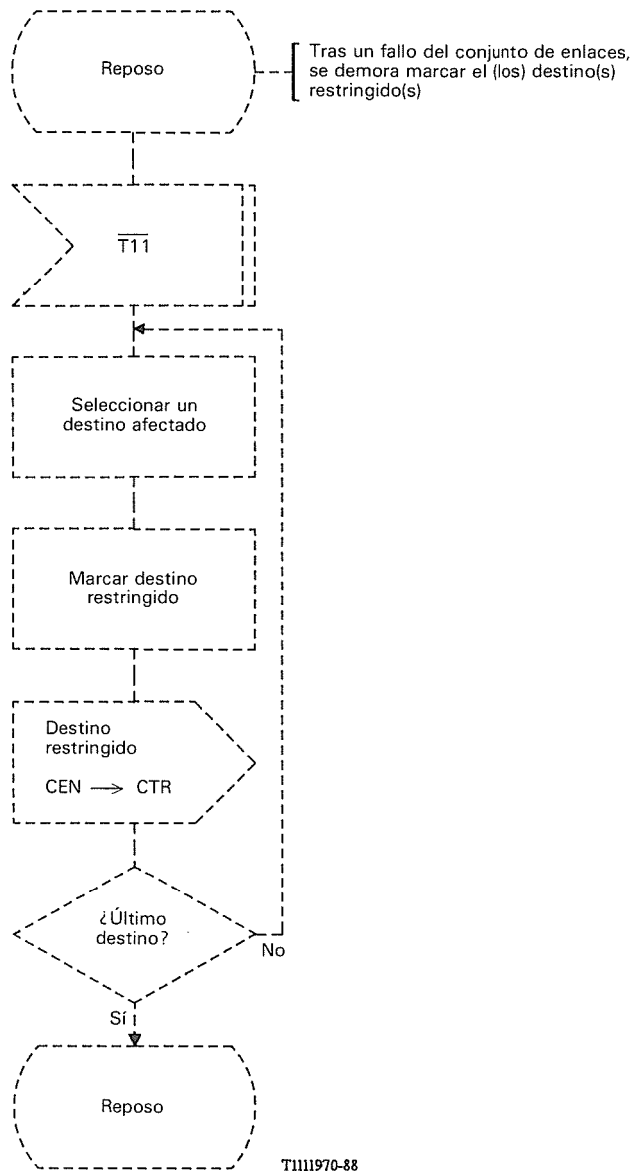 Reposo
Tras un fallo del conjunto de enlaces,
se demora marcar el (los) destino(s)
restringido(s)
T11
Seleccionar un
destino afectado
Marcar destino
restringido
Destino
restringido
CEN → CTR
¿Último
destino?
No
Sí
Reposo
T1111970-88